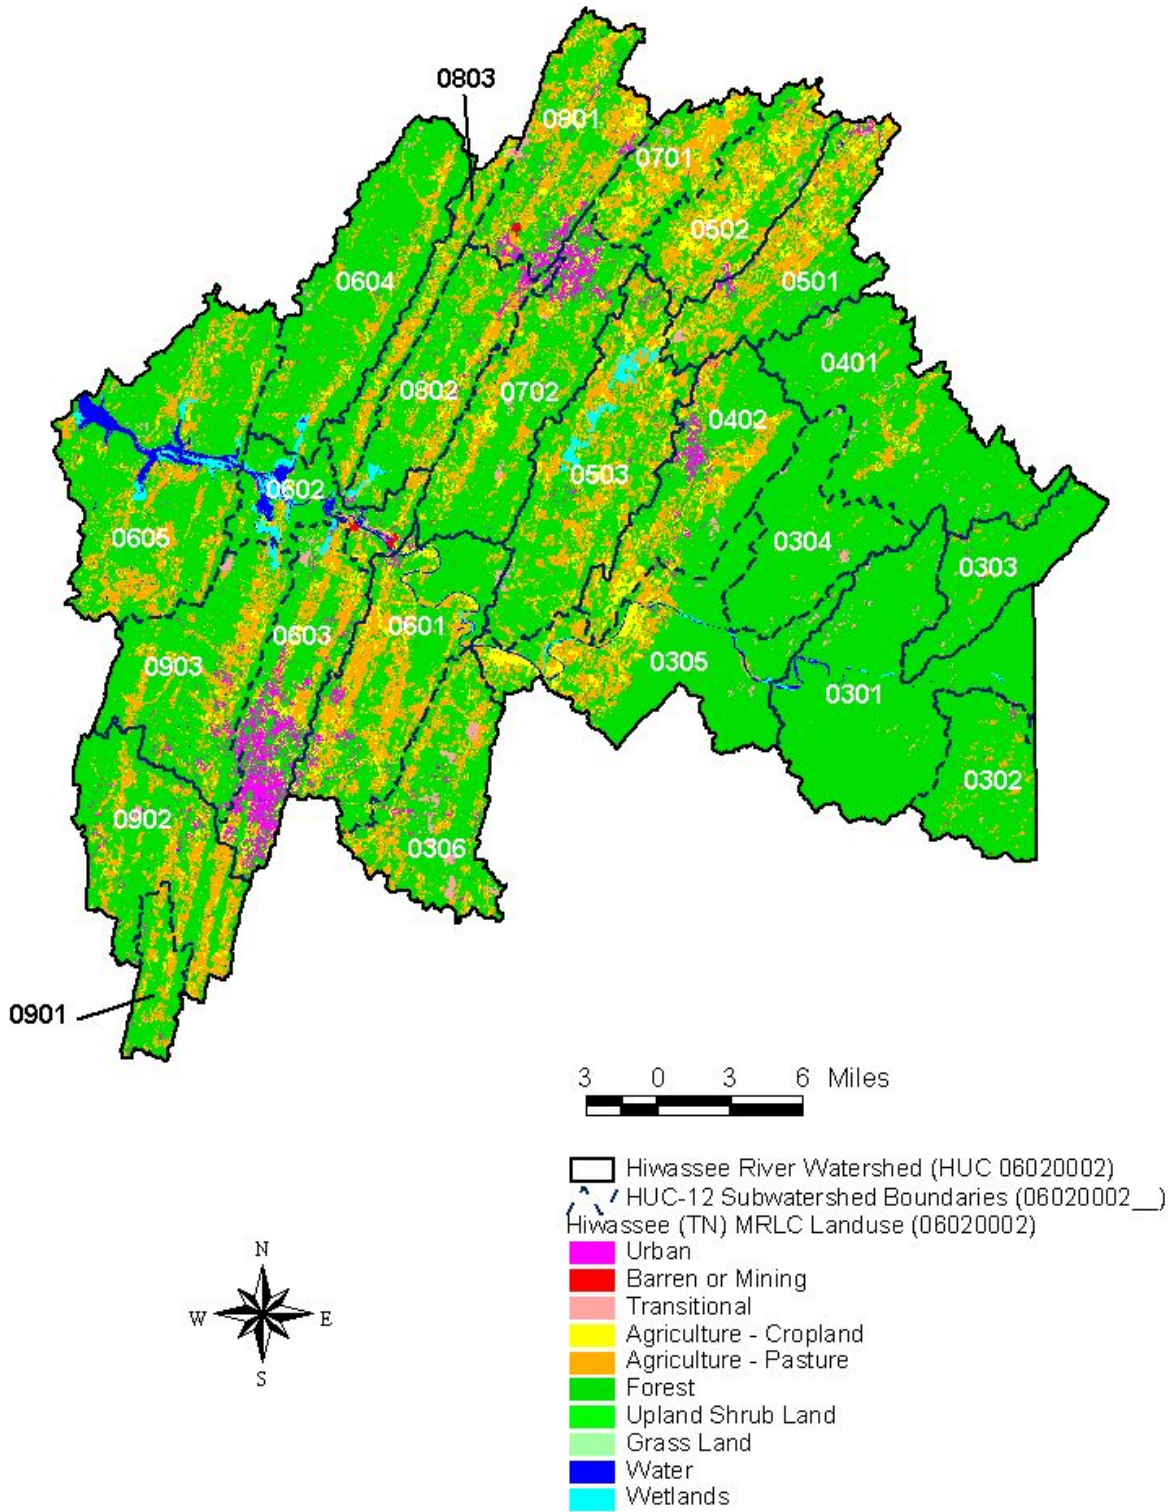 0803
0801
0701
0502
0604
0501
0401
0802
0702
0402
0503
0602
0605
0304
0303
0601
0603
0903
0305
0301
0302
0902
0306
0901
3 0 3 6 Miles
Hiwassee River Watershed (HUC 06020002)
HUC-12 Subwatershed Boundaries (06020002__)
Hiwassee (TN) MRLC Landuse (06020002)
Urban
Barren or Mining
Transitional
Agriculture - Cropland
Agriculture - Pasture
Forest
Upland Shrub Land
Grass Land
Water
Wetlands
N
W E
S